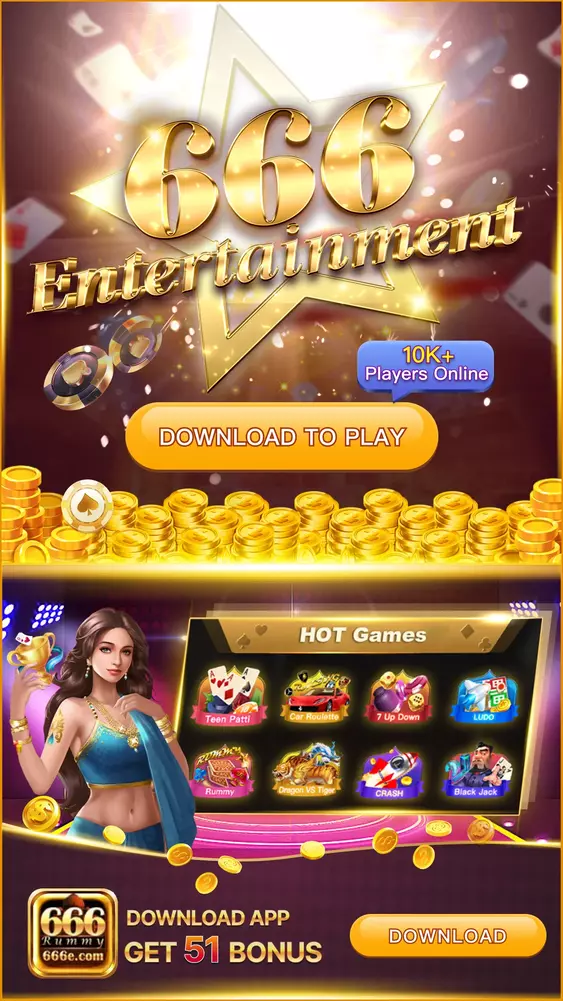 666
Entertainment
10K+
Players Online
DOWNLOAD TO PLAY
HOT Games
Teen Patti
Car Roulette
7 Up Down
LUDO
Rummy
Dragon VS Tiger
CRASH
Black Jack
666
Rummy
666e.com
DOWNLOAD APP
GET 51 BONUS
DOWNLOAD